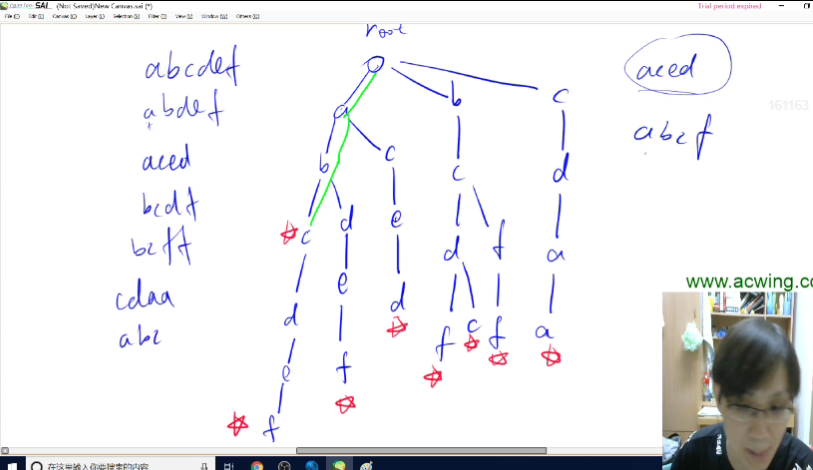 SAI (Not Saved)New Canvas.sai (*)
Trial period expired
File(F) Edit(E) Canvas(C) Layer(L) Selection(S) Filter(T) View(V) Window(W) Others(O)
root
abcdef
abdef
aced
bcdf
bcff
cdaa
abc
a
b
c
d
e
f
d
e
f
c
e
d
b
c
d
f
c
f
f
c
d
a
a
aced
abcf
161163
www.acwing.co
在这里输入你要搜索的内容